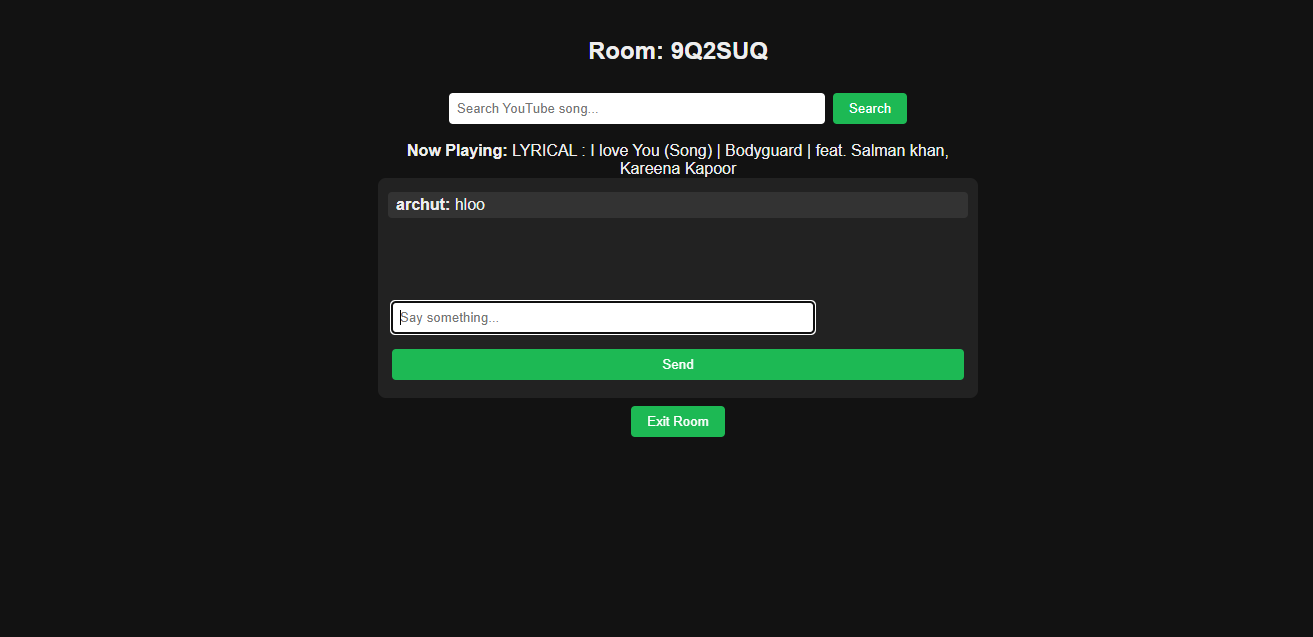 Room: 9Q2SUQ
Search YouTube song...
Search
Now Playing: LYRICAL : I love You (Song) | Bodyguard | feat. Salman khan,
Kareena Kapoor
archut: hloo
Say something...
Send
Exit Room